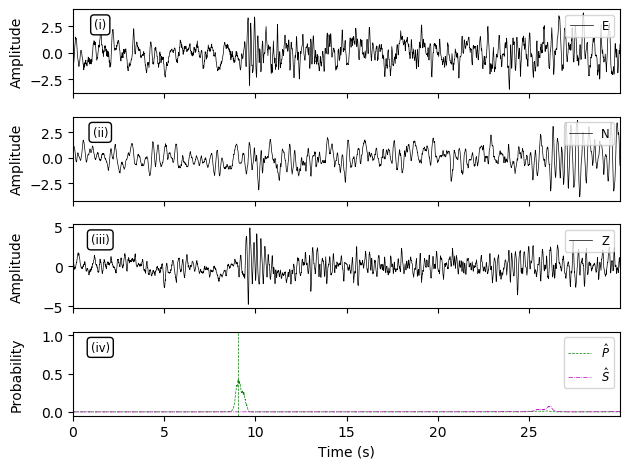 (i)
E
Amplitude
2.5
0.0
−2.5
(ii)
N
Amplitude
2.5
0.0
−2.5
(iii)
Z
Amplitude
5
0
−5
(iv)
P̂
Ŝ
Probability
1.0
0.5
0.0
0 5 10 15 20 25
Time (s)